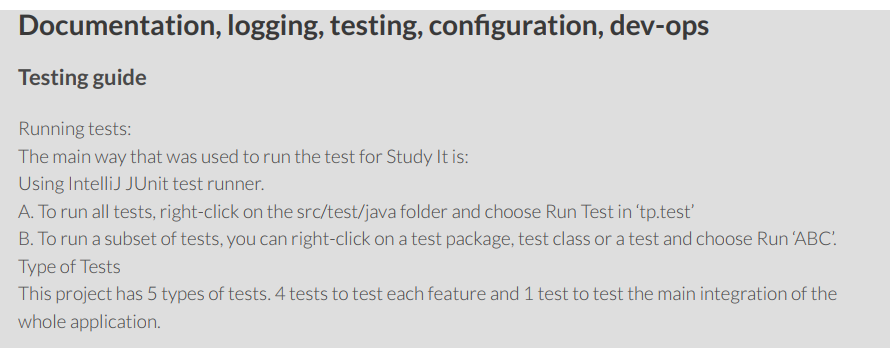 Documentation, logging, testing, configuration, dev-ops
Testing guide
Running tests:
The main way that was used to run the test for Study It is:
Using IntelliJ JUnit test runner.
A. To run all tests, right-click on the src/test/java folder and choose Run Test in ‘tp.test’
B. To run a subset of tests, you can right-click on a test package, test class or a test and choose Run ‘ABC’.
Type of Tests
This project has 5 types of tests. 4 tests to test each feature and 1 test to test the main integration of the
whole application.